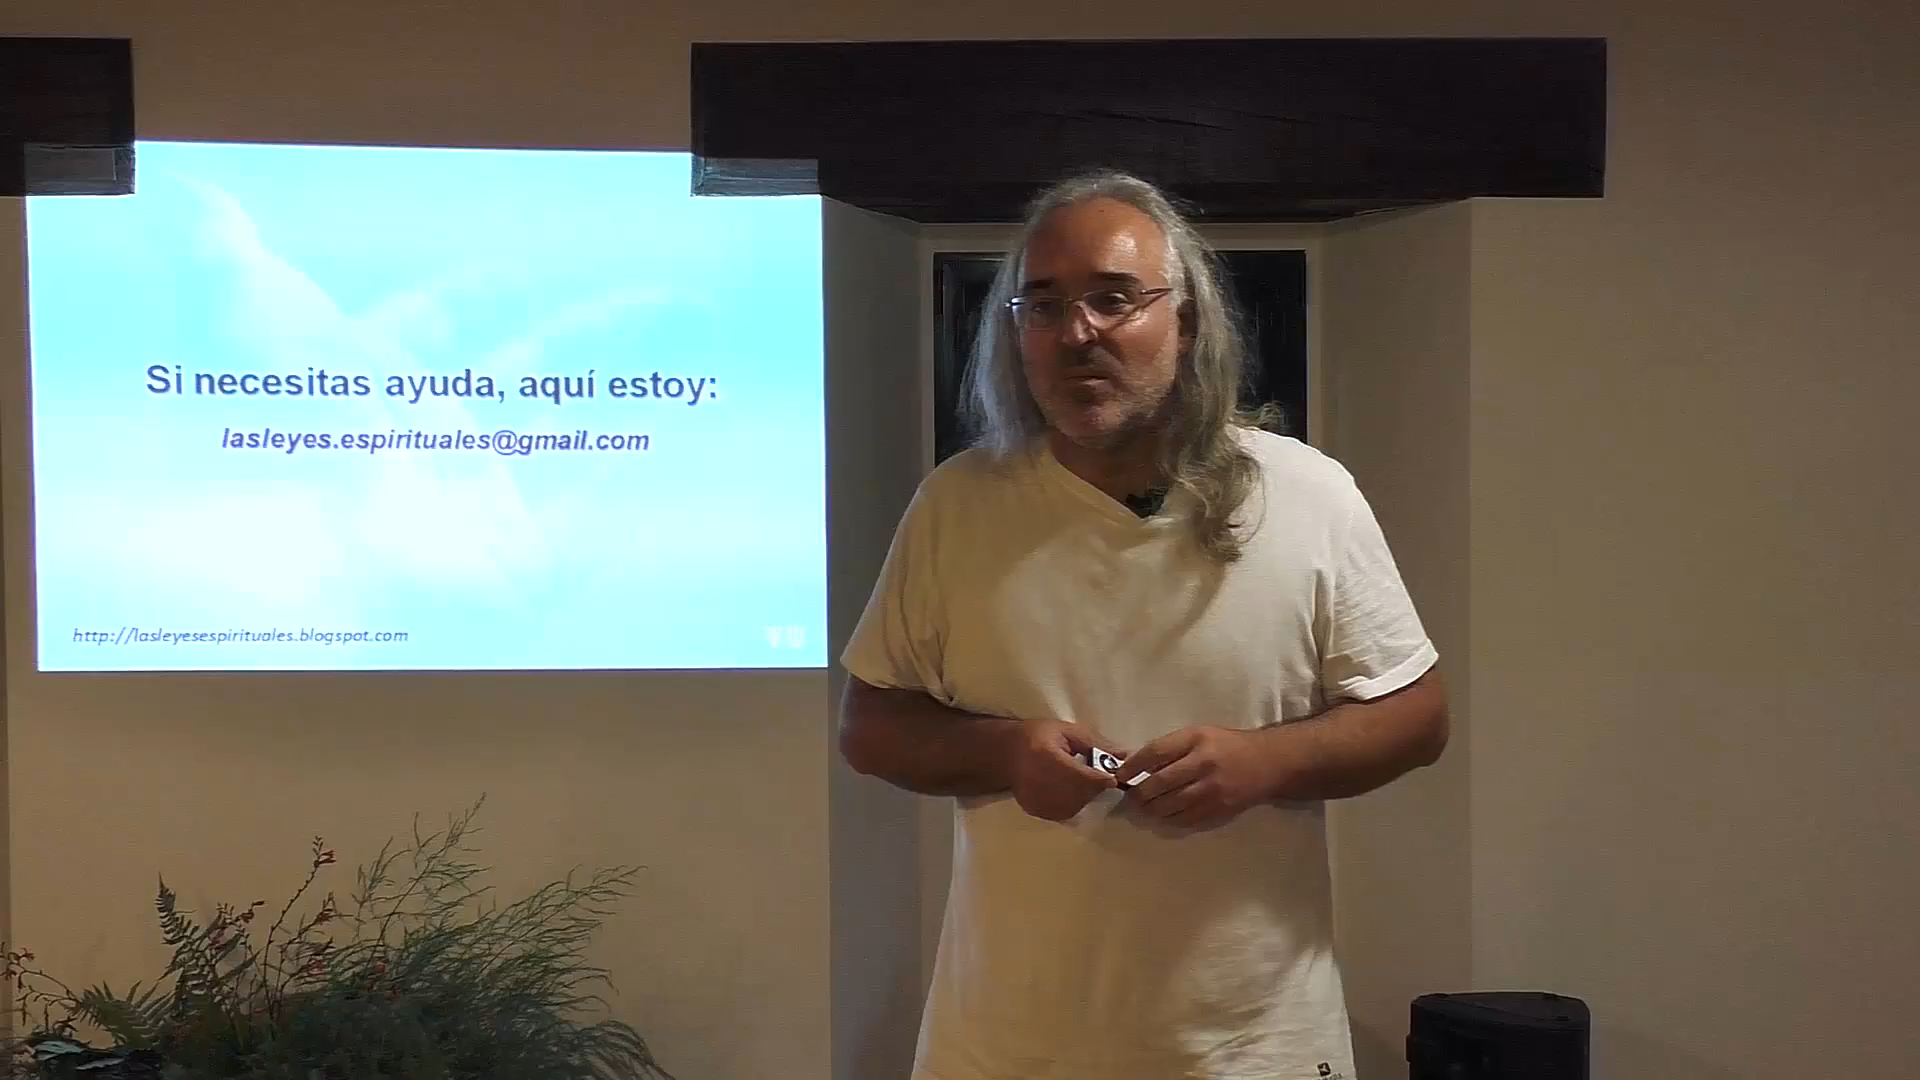 Si necesitas ayuda, aquí estoy:
lasleyes.espirituales@gmail.com
http://lasleyesespirituales.blogspot.com